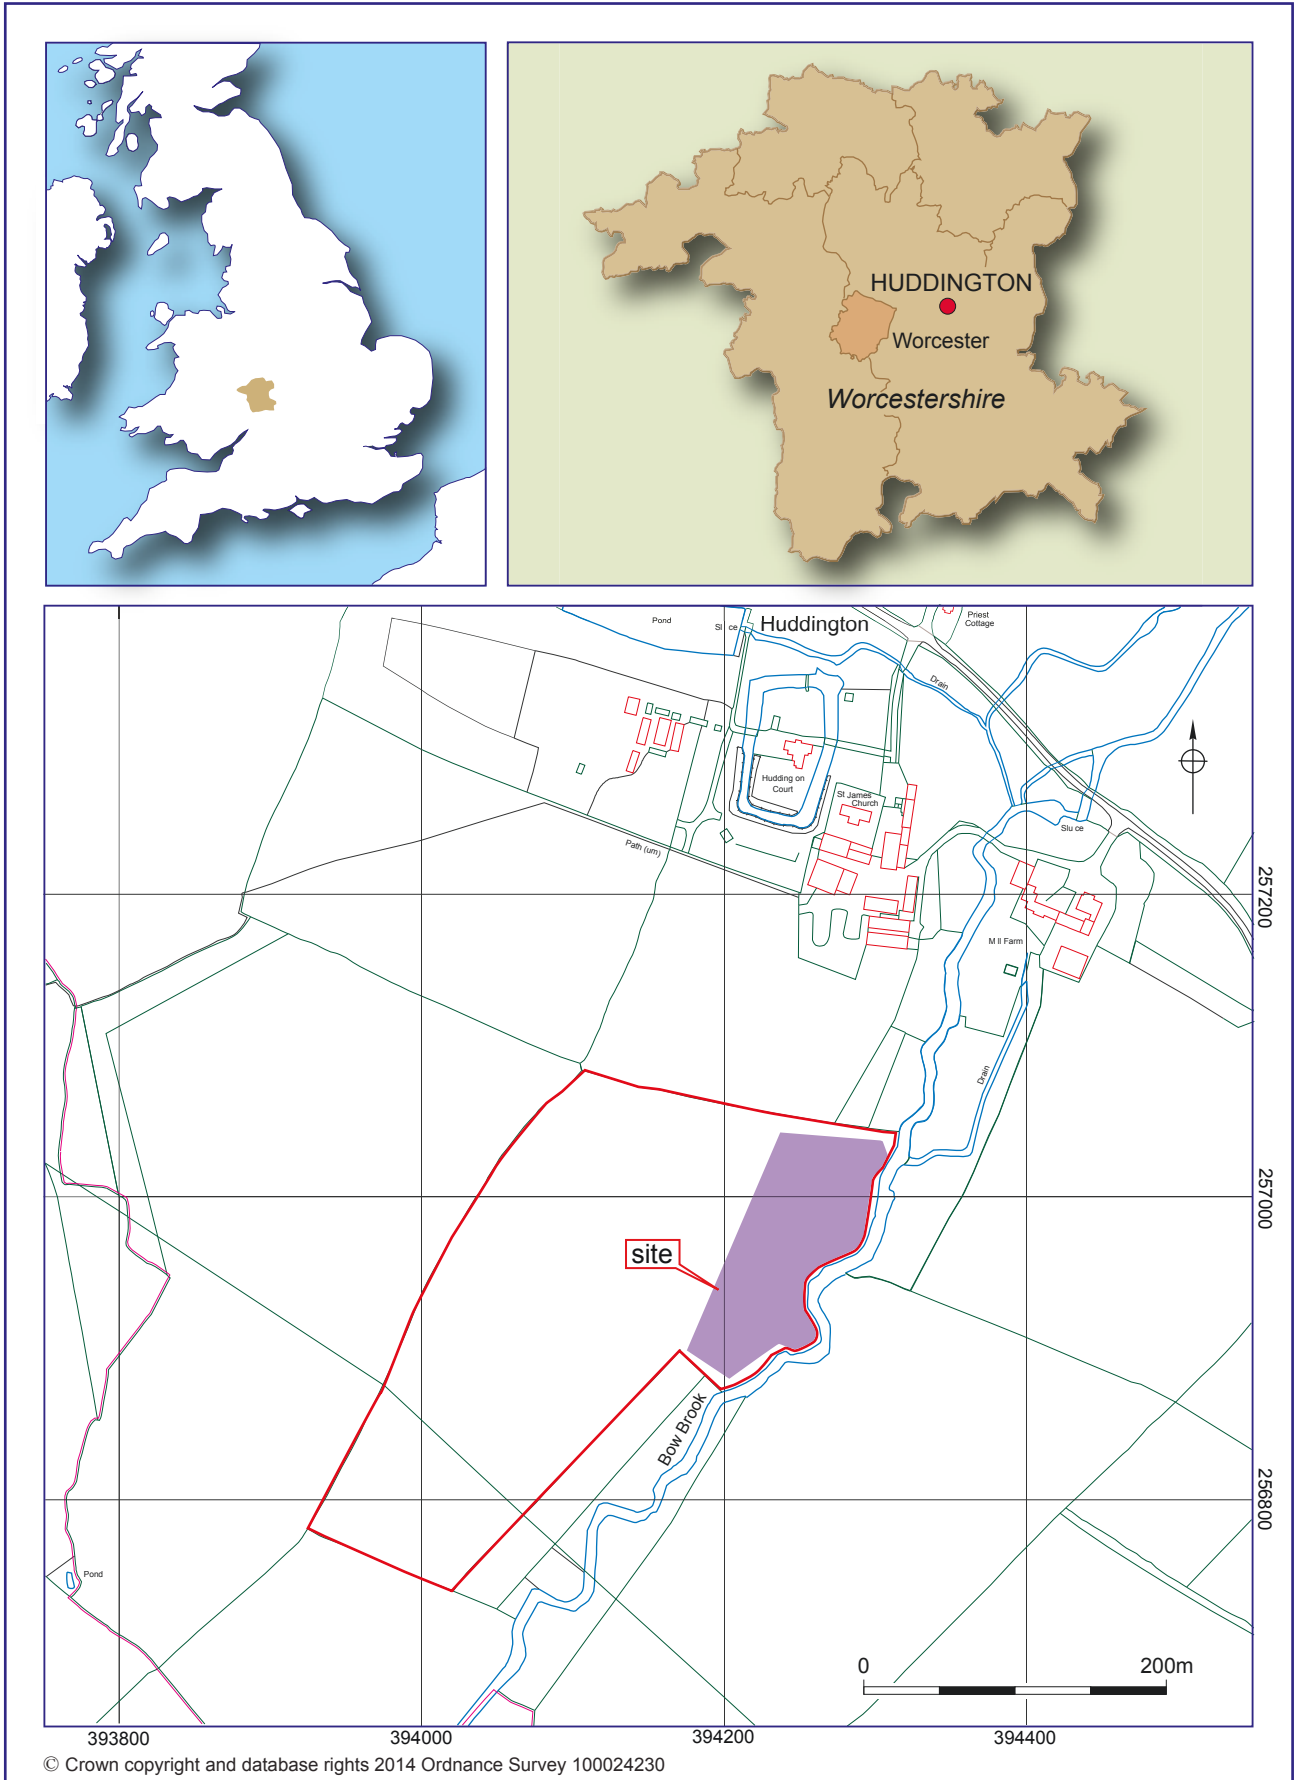 HUDDINGTON
Worcester
Worcestershire
Pond
Sl ce
Huddington
Priest
Cottage
Drain
Hudding on
Court
St James
Church
Slu ce
Path (um)
M ll Farm
Drain
257200
257000
256800
site
Bow Brook
Pond
0
200m
393800
394000
394200
394400
© Crown copyright and database rights 2014 Ordnance Survey 100024230